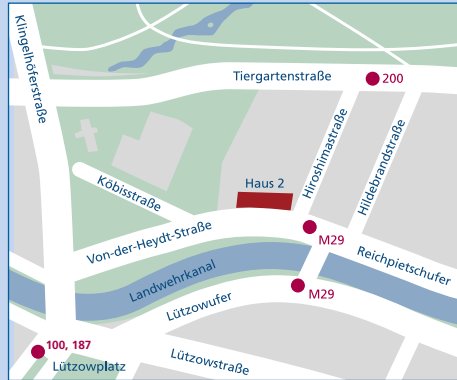 Klingelhöferstraße
Tiergartenstraße
200
Hiroshimastraße
Hildebrandstraße
Köbisstraße
Haus 2
Von-der-Heydt-Straße
M29
Reichpietschufer
Landwehrkanal
M29
Lützowufer
100, 187
Lützowplatz
Lützowstraße